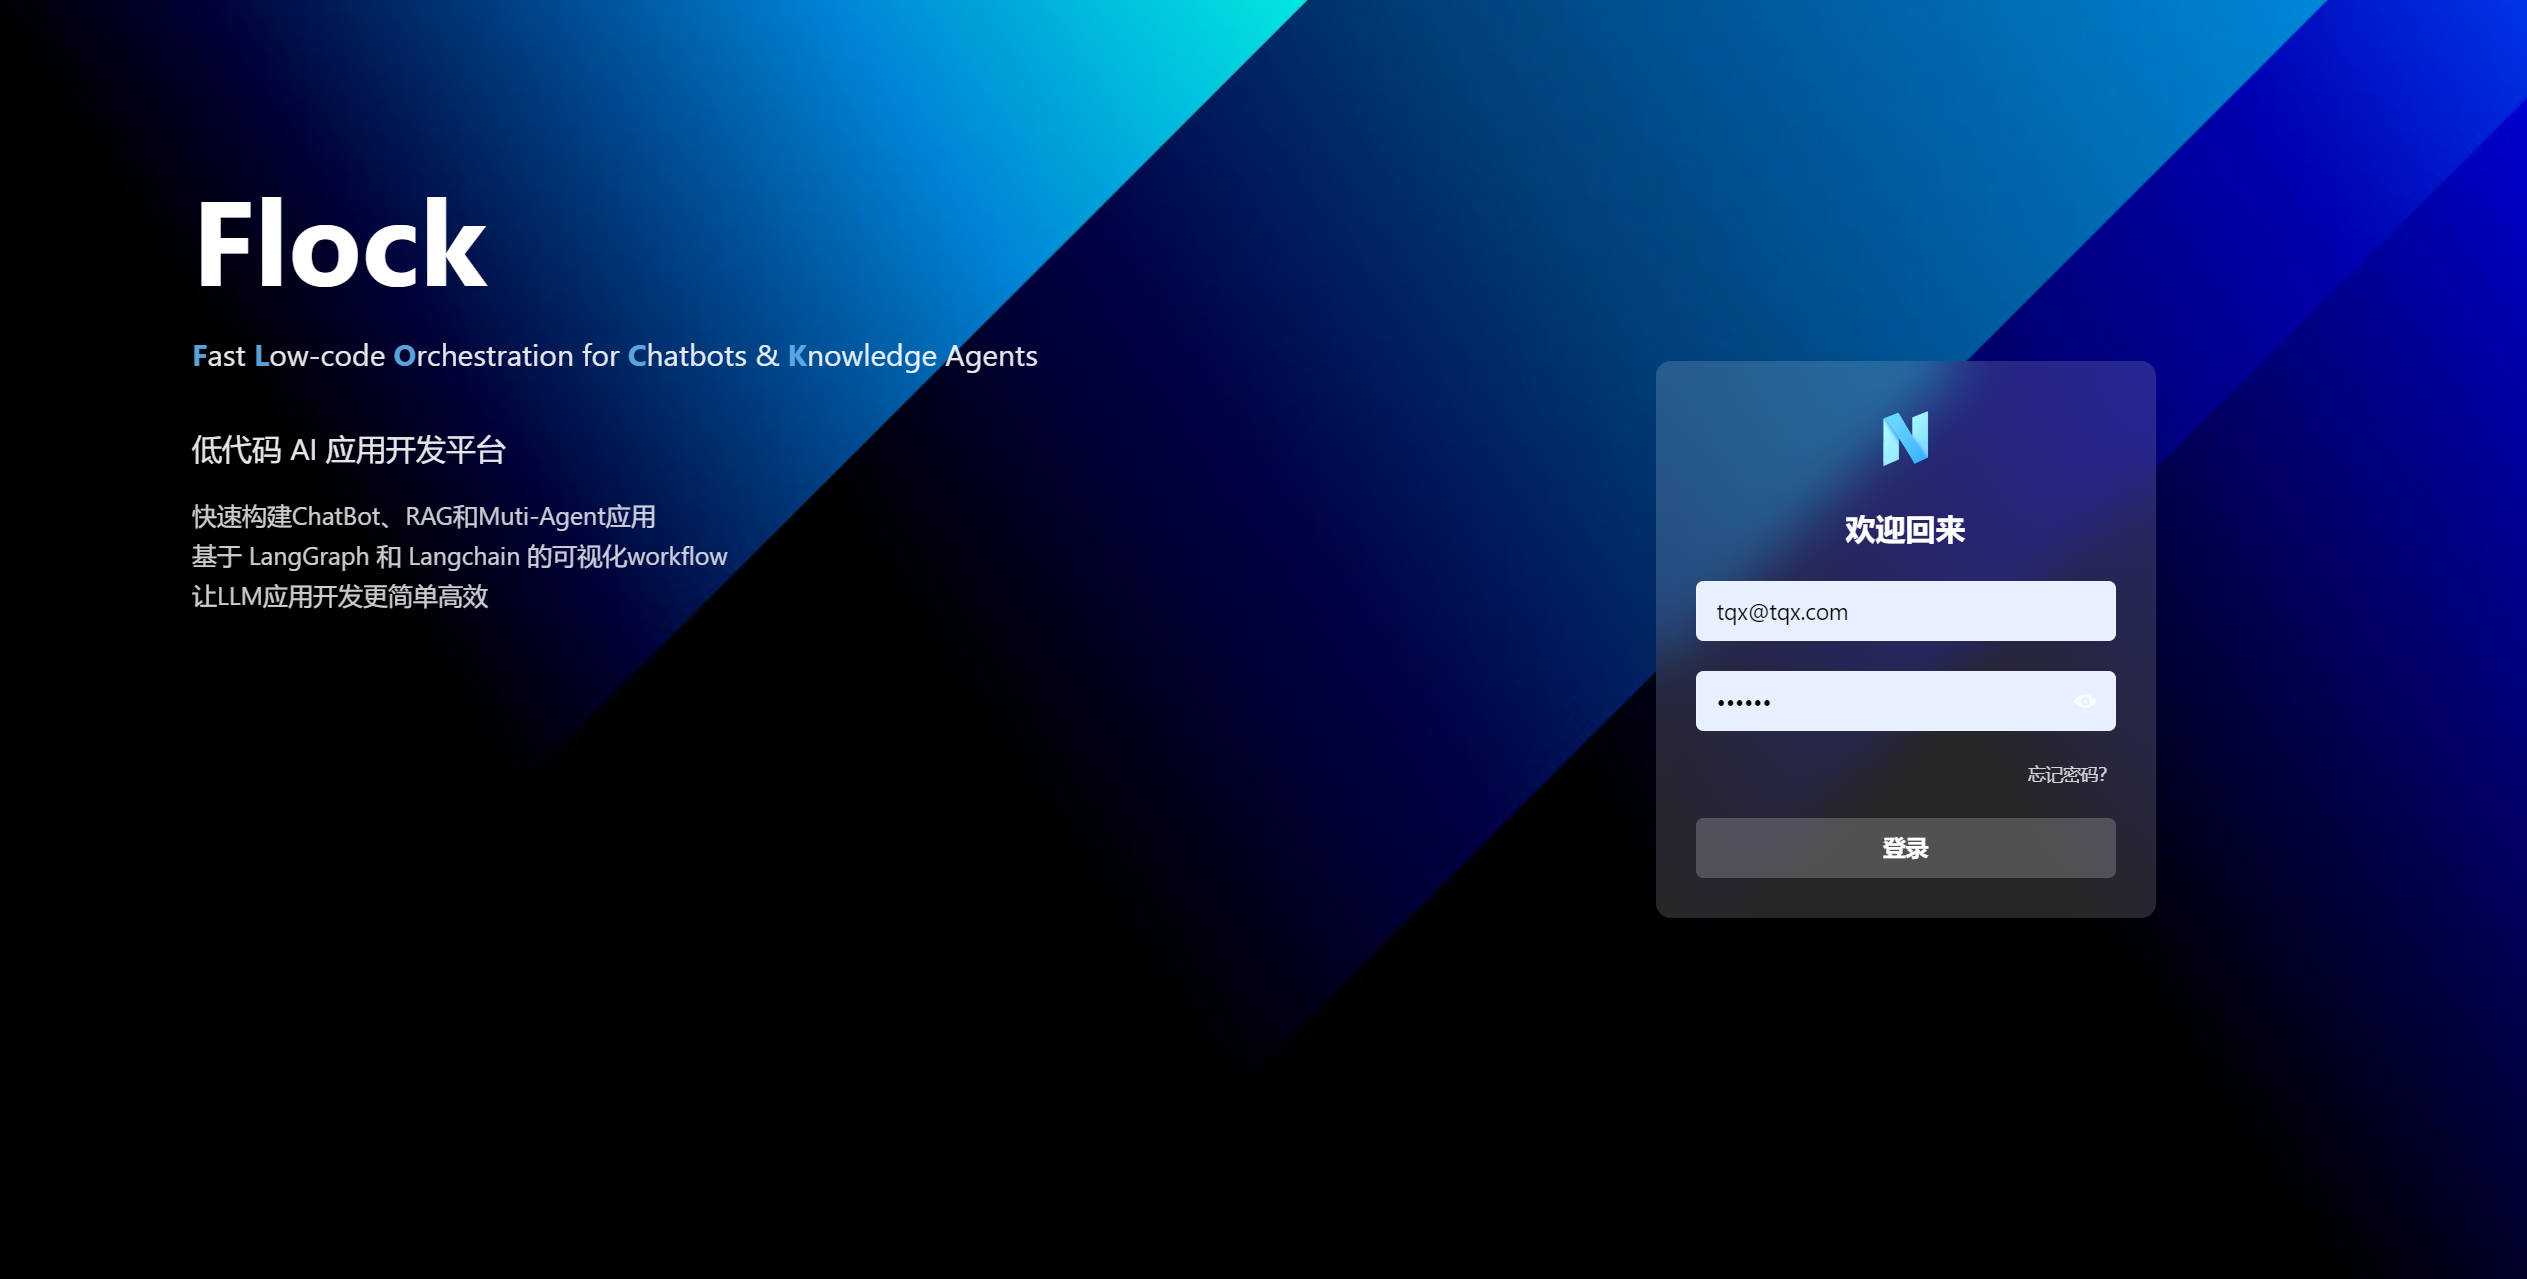 Flock
Fast Low-code Orchestration for Chatbots & Knowledge Agents
低代码 AI 应用开发平台
快速构建ChatBot、RAG和Muti-Agent应用
基于 LangGraph 和 Langchain 的可视化workflow
让LLM应用开发更简单高效
N
欢迎回来
tqx@tqx.com
••••••
忘记密码?
登录